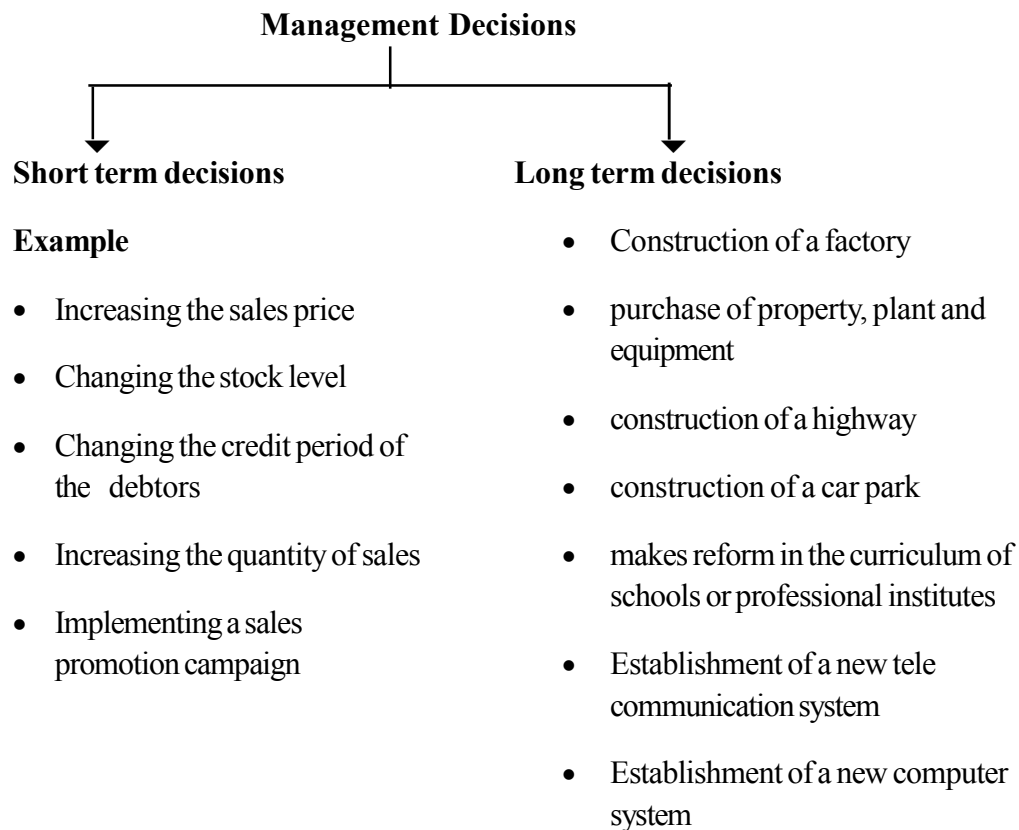 Management Decisions
Short term decisions
Example
• Increasing the sales price
• Changing the stock level
• Changing the credit period of
the debtors
• Increasing the quantity of sales
• Implementing a sales
promotion campaign
Long term decisions
• Construction of a factory
• purchase of property, plant and
equipment
• construction of a highway
• construction of a car park
• makes reform in the curriculum of
schools or professional institutes
• Establishment of a new tele
communication system
• Establishment of a new computer
system